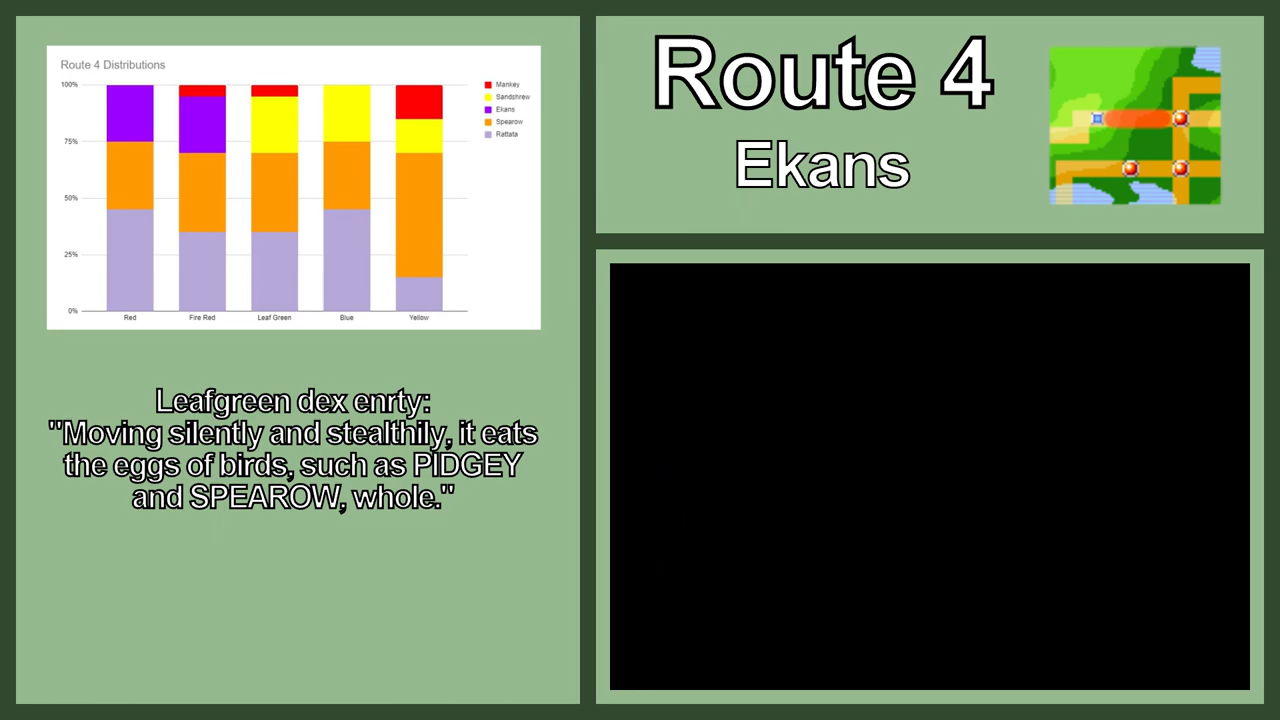 Route 4 Distributions
100%
75%
50%
25%
0%
Red
Fire Red
Leaf Green
Blue
Yellow
Mankey
Sandshrew
Ekans
Spearow
Rattata
Leafgreen dex enrty:
"Moving silently and stealthily, it eats
the eggs of birds, such as PIDGEY
and SPEAROW, whole."
Route 4
Ekans